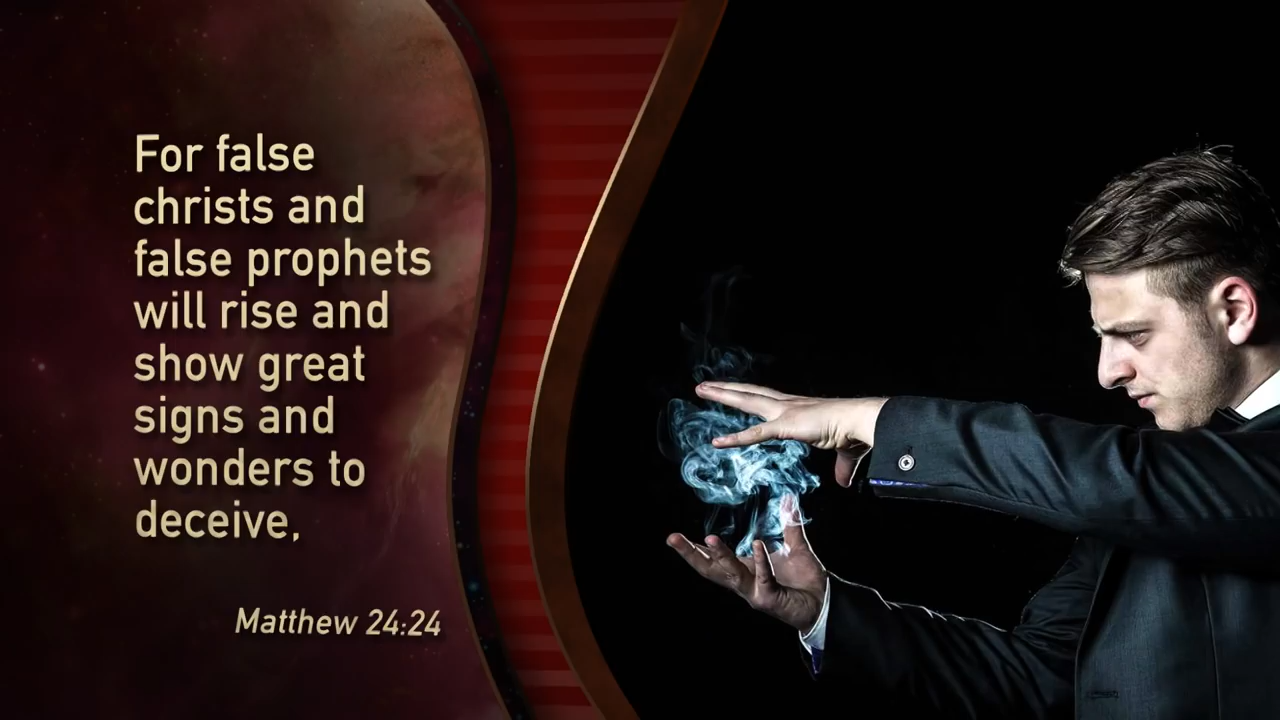 For false
christs and
false prophets
will rise and
show great
signs and
wonders to
deceive,
Matthew 24:24